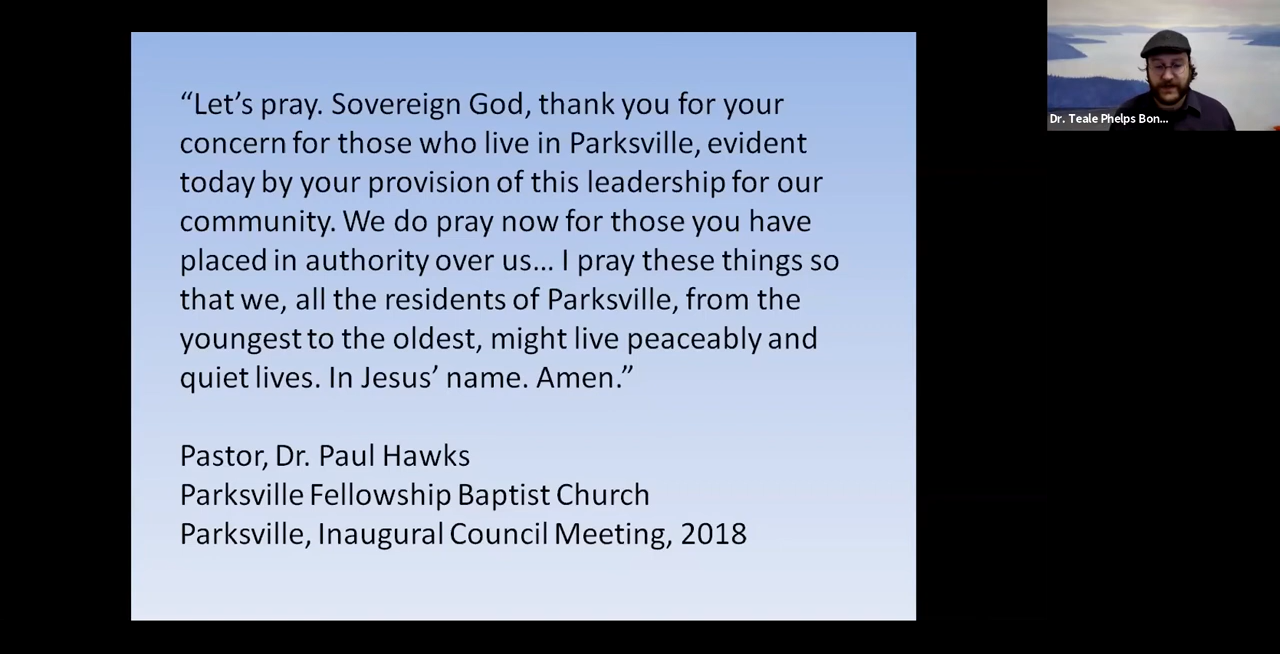 “Let’s pray. Sovereign God, thank you for your
concern for those who live in Parksville, evident
today by your provision of this leadership for our
community. We do pray now for those you have
placed in authority over us… I pray these things so
that we, all the residents of Parksville, from the
youngest to the oldest, might live peaceably and
quiet lives. In Jesus’ name. Amen.”
Pastor, Dr. Paul Hawks
Parksville Fellowship Baptist Church
Parksville, Inaugural Council Meeting, 2018
Dr. Teale Phelps Bon...